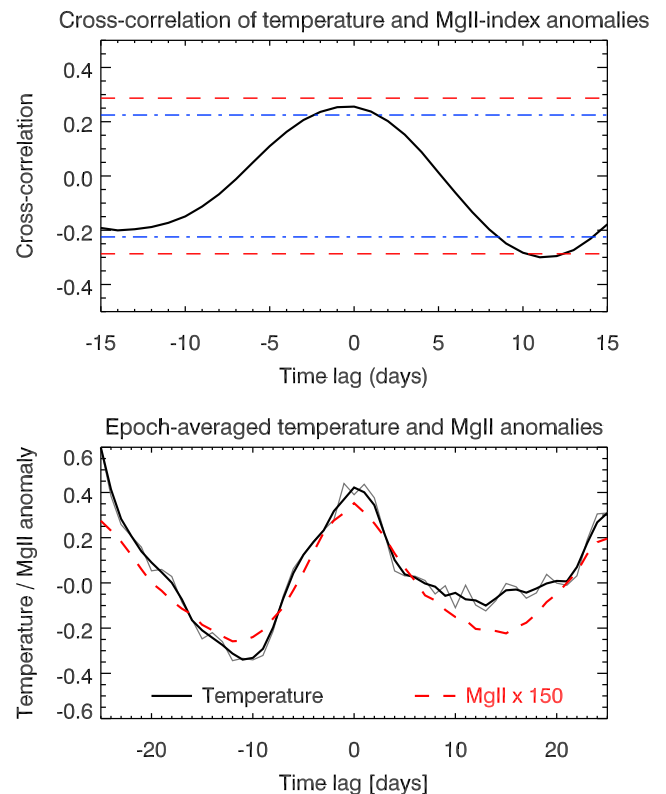 Cross-correlation of temperature and MgII-index anomalies
0.4
0.2
0.0
-0.2
-0.4
Cross-correlation
-15 -10 -5 0 5 10 15
Time lag (days)
Epoch-averaged temperature and MgII anomalies
0.6
0.4
0.2
-0.0
-0.2
-0.4
-0.6
Temperature / MgII anomaly
Temperature MgII x 150
-20 -10 0 10 20
Time lag [days]